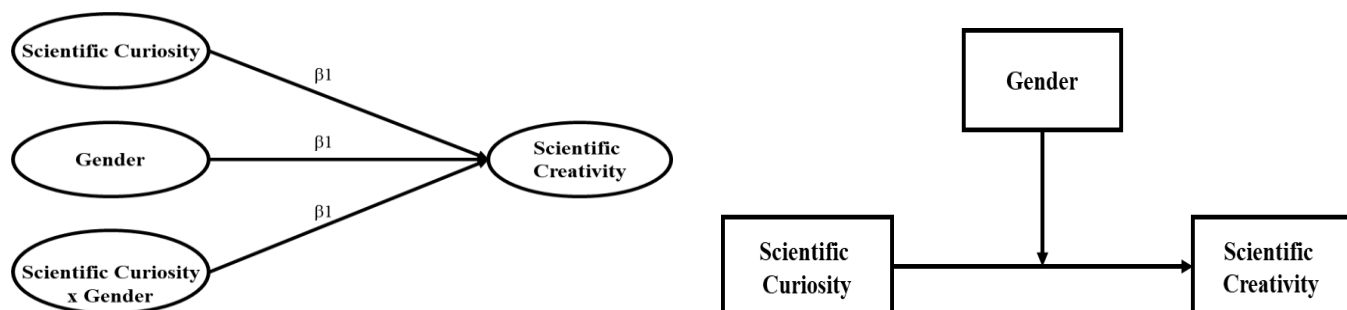 Scientific Curiosity
β1
Gender
β1
Scientific Curiosity
x Gender
β1
Scientific
Creativity
Gender
Scientific
Curiosity
Scientific
Creativity